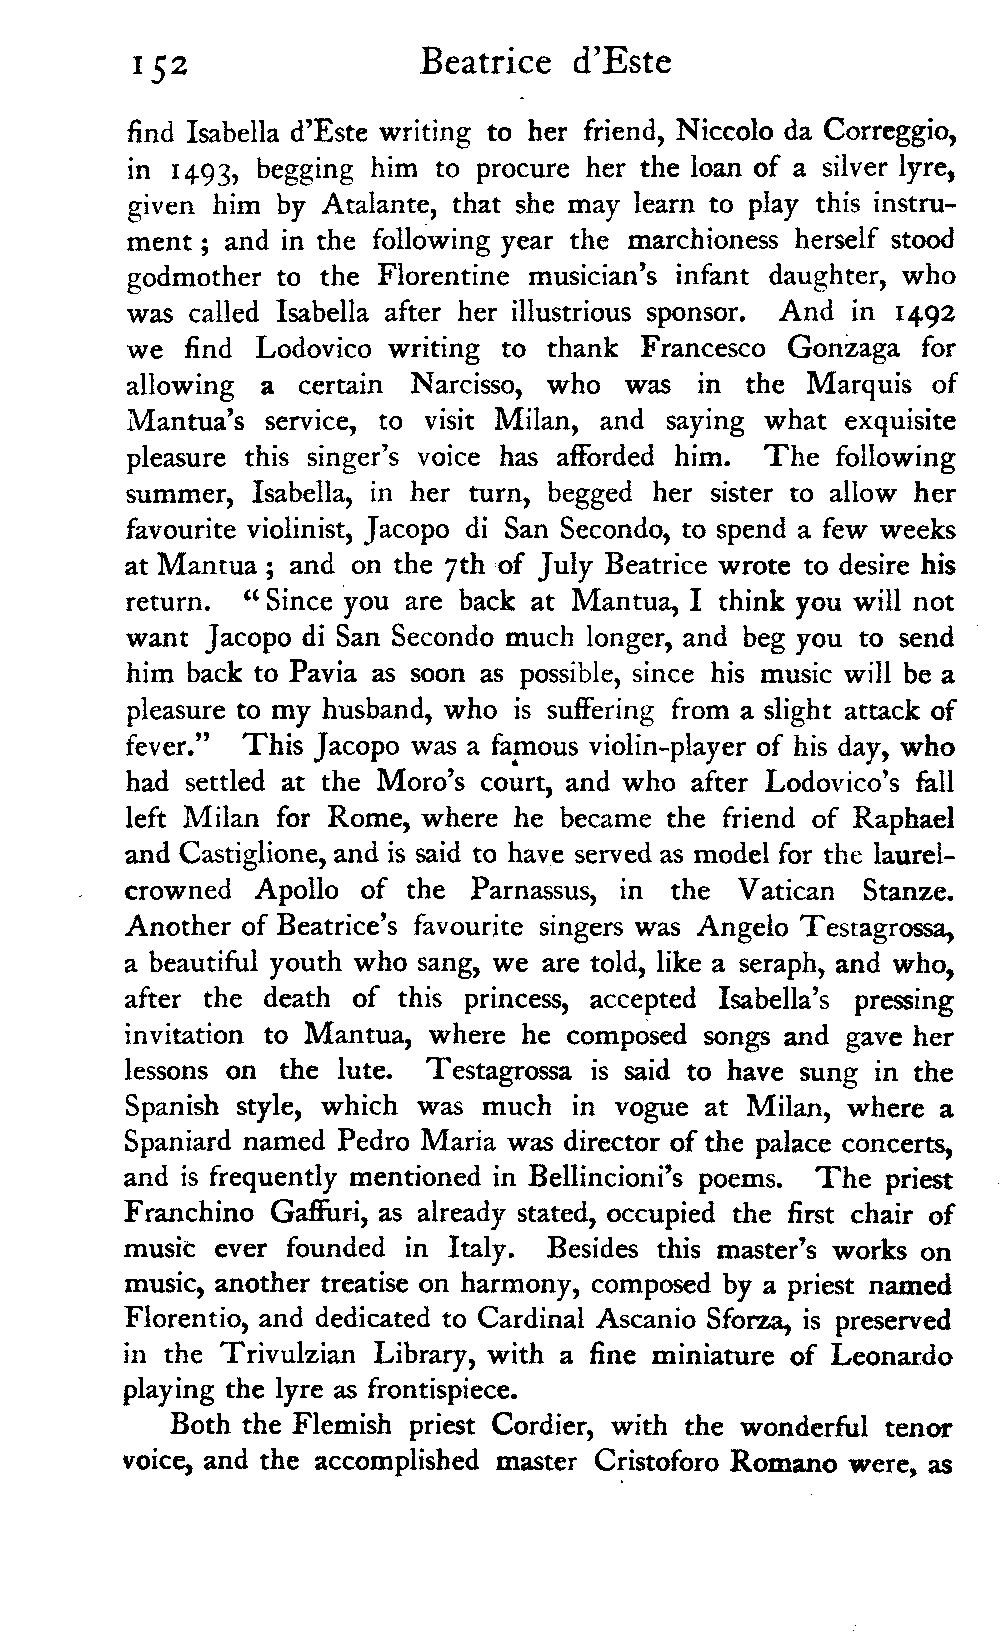 152 Beatrice d'Este
find Isabella d'Este writing to her friend, Niccolo da Correggio,
in 1493, begging him to procure her the loan of a silver lyre,
given him by Atalante, that she may learn to play this instru-
ment ; and in the following year the marchioness herself stood
godmother to the Florentine musician's infant daughter, who
was called Isabella after her illustrious sponsor. And in 1492
we find Lodovico writing to thank Francesco Gonzaga for
allowing a certain Narcisso, who was in the Marquis of
Mantua's service, to visit Milan, and saying what exquisite
pleasure this singer's voice has afforded him. The following
summer, Isabella, in her turn, begged her sister to allow her
favourite violinist, Jacopo di San Secondo, to spend a few weeks
at Mantua ; and on the 7th of July Beatrice wrote to desire his
return. "Since you are back at Mantua, I think you will not
want Jacopo di San Secondo much longer, and beg you to send
him back to Pavia as soon as possible, since his music will be a
pleasure to my husband, who is suffering from a slight attack of
fever." This Jacopo was a famous violin-player of his day, who
had settled at the Moro's court, and who after Lodovico's fall
left Milan for Rome, where he became the friend of Raphael
and Castiglione, and is said to have served as model for the laurel-
crowned Apollo of the Parnassus, in the Vatican Stanze.
Another of Beatrice's favourite singers was Angelo Testagrossa,
a beautiful youth who sang, we are told, like a seraph, and who,
after the death of this princess, accepted Isabella's pressing
invitation to Mantua, where he composed songs and gave her
lessons on the lute. Testagrossa is said to have sung in the
Spanish style, which was much in vogue at Milan, where a
Spaniard named Pedro Maria was director of the palace concerts,
and is frequently mentioned in Bellincioni's poems. The priest
Franchino Gaffuri, as already stated, occupied the first chair of
music ever founded in Italy. Besides this master's works on
music, another treatise on harmony, composed by a priest named
Florentio, and dedicated to Cardinal Ascanio Sforza, is preserved
in the Trivulzian Library, with a fine miniature of Leonardo
playing the lyre as frontispiece.
Both the Flemish priest Cordier, with the wonderful tenor
voice, and the accomplished master Cristoforo Romano were, as